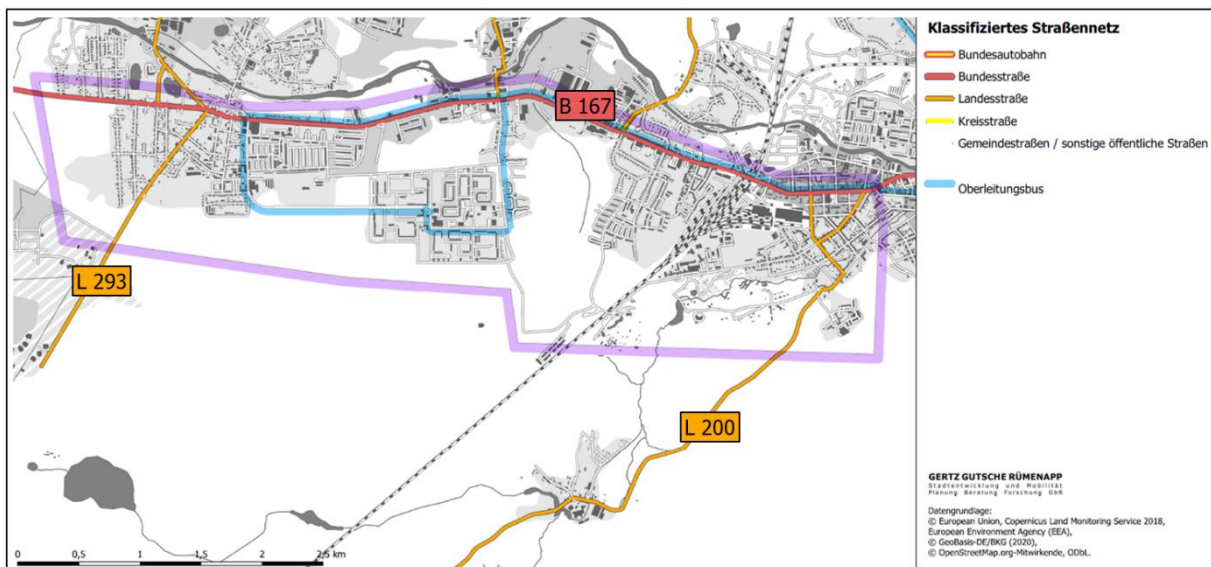 Klassifiziertes Straßennetz
Bundesautobahn
Bundesstraße
Landesstraße
Kreisstraße
Gemeindestraßen / sonstige öffentliche Straßen
Oberleitungsbus
B 167
L 293
L 200
GERTZ GUTSCHE RÜMENAPP
Stadtentwicklung und Mobilität
Planung Beratung Forschung GbR
Datengrundlage:
© European Union, Copernicus Land Monitoring Service 2018,
European Environment Agency (EEA),
© GeoBasis-DE/BKG (2020),
© OpenStreetMap.org-Mitwirkende, ODbL.
0 0,5 1 2 2,5 km